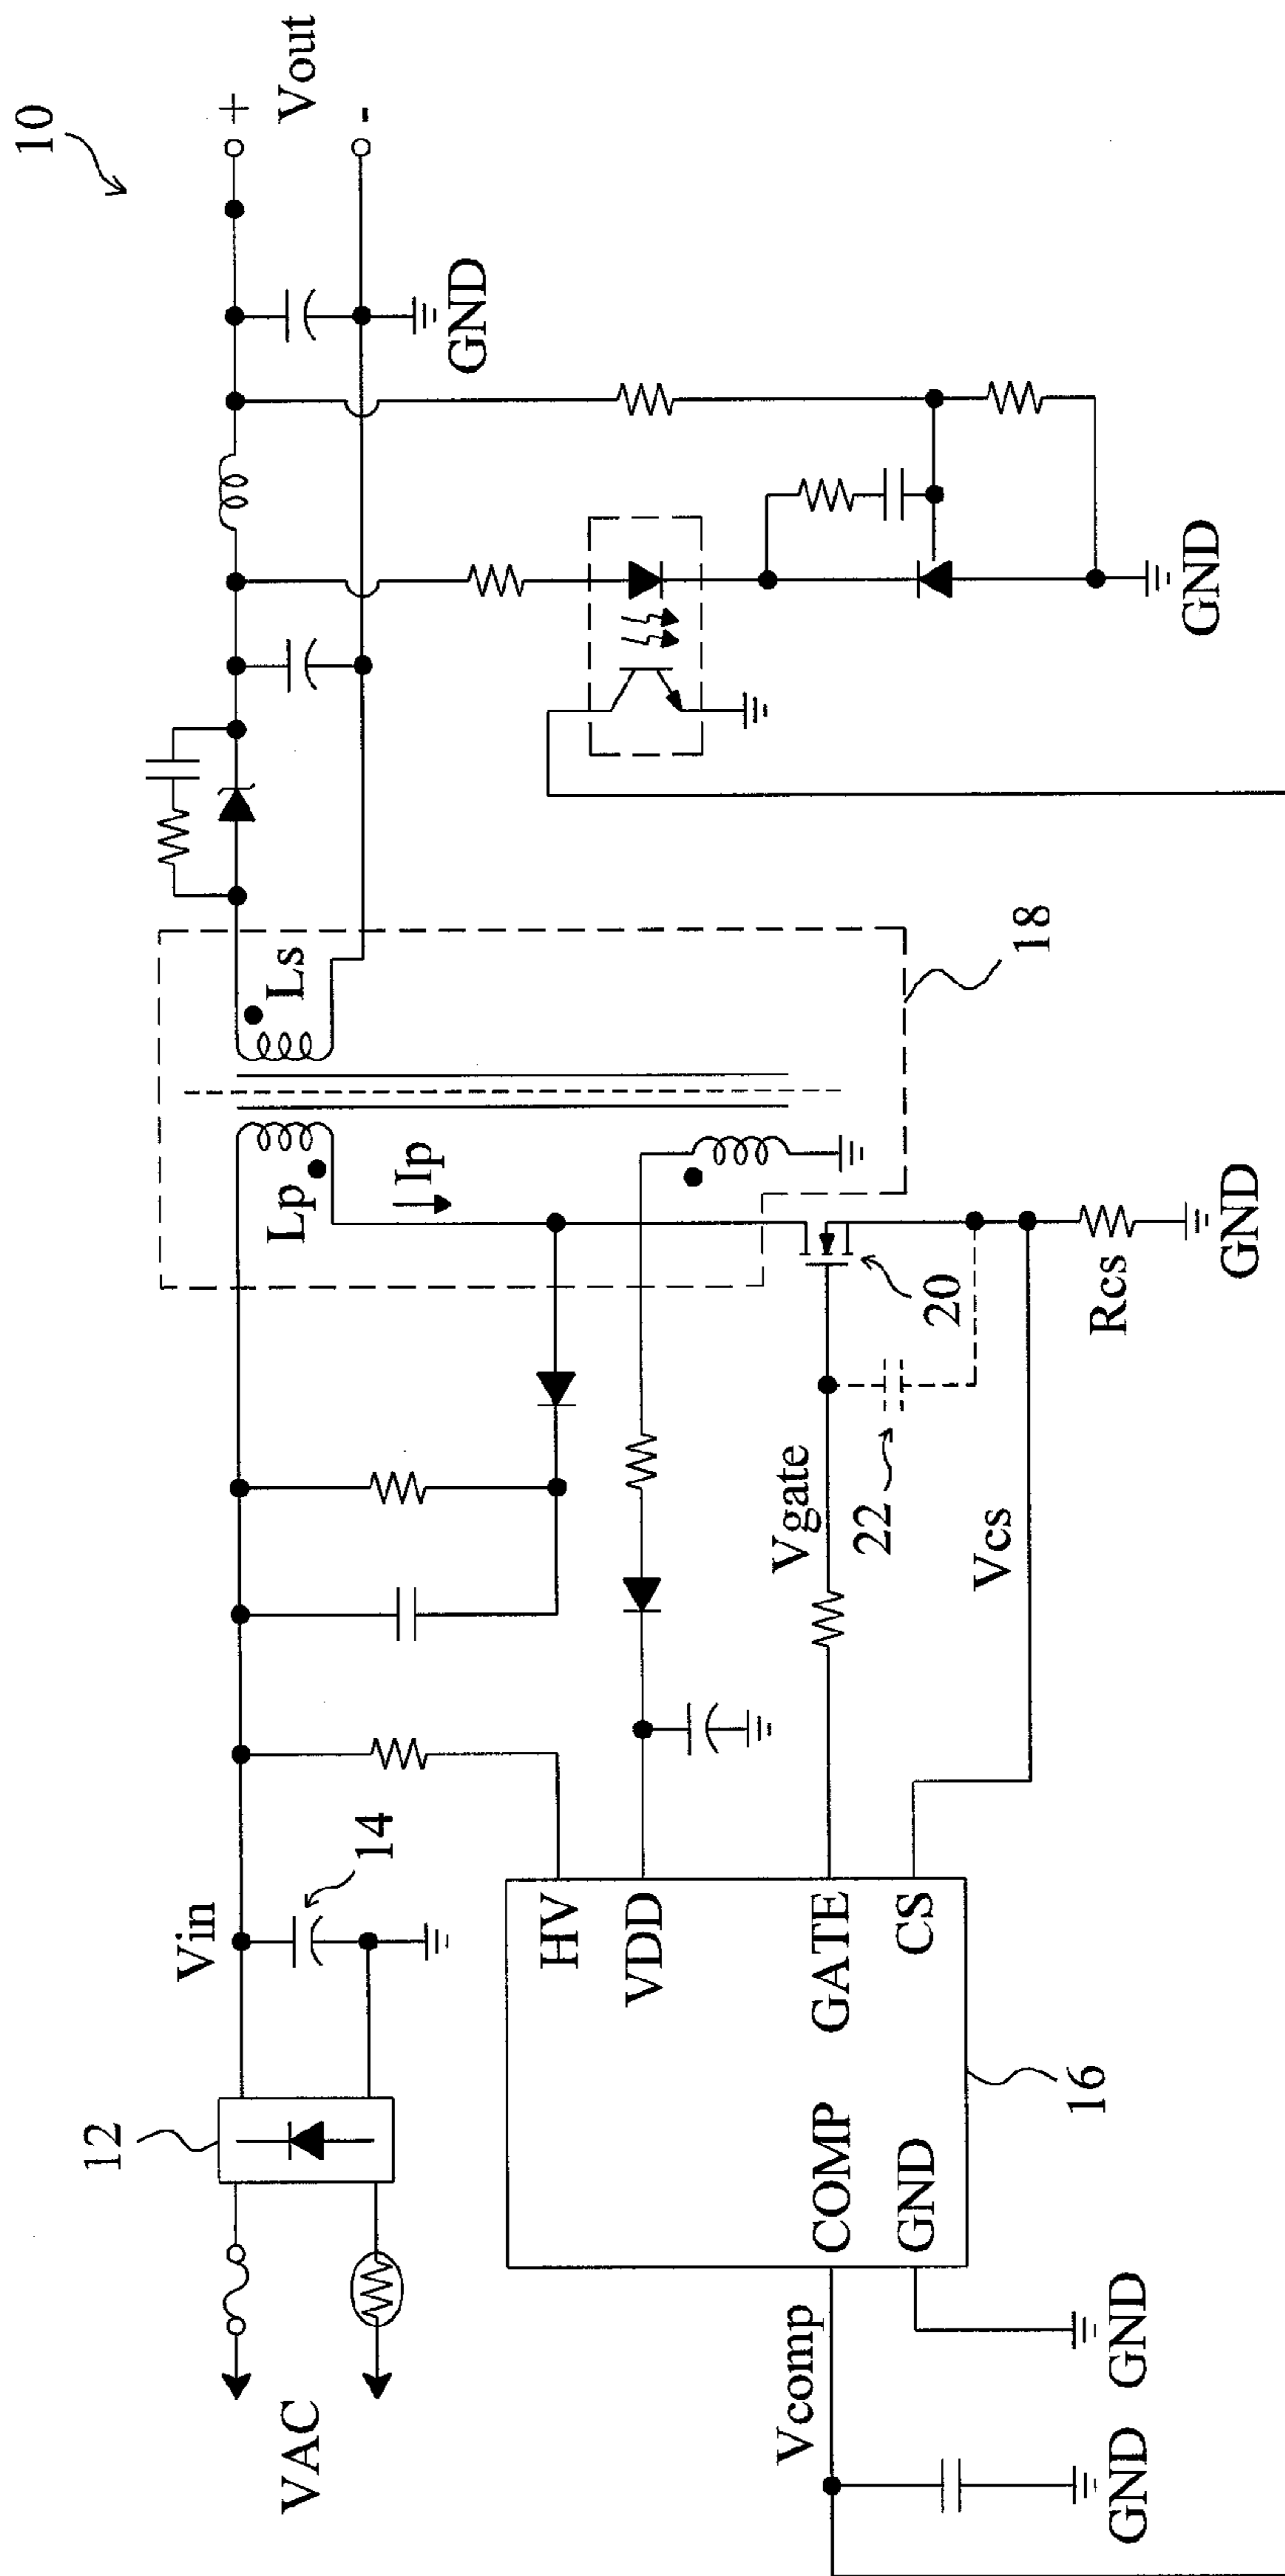 10
+
Vout
-
GND
Ls
Lp
Ip
18
Vin
14
12
VAC
HV
VDD
GATE
CS
COMP
GND
16
Vgate
22
20
Vcs
Rcs
GND
GND
Vcomp
GND
GND